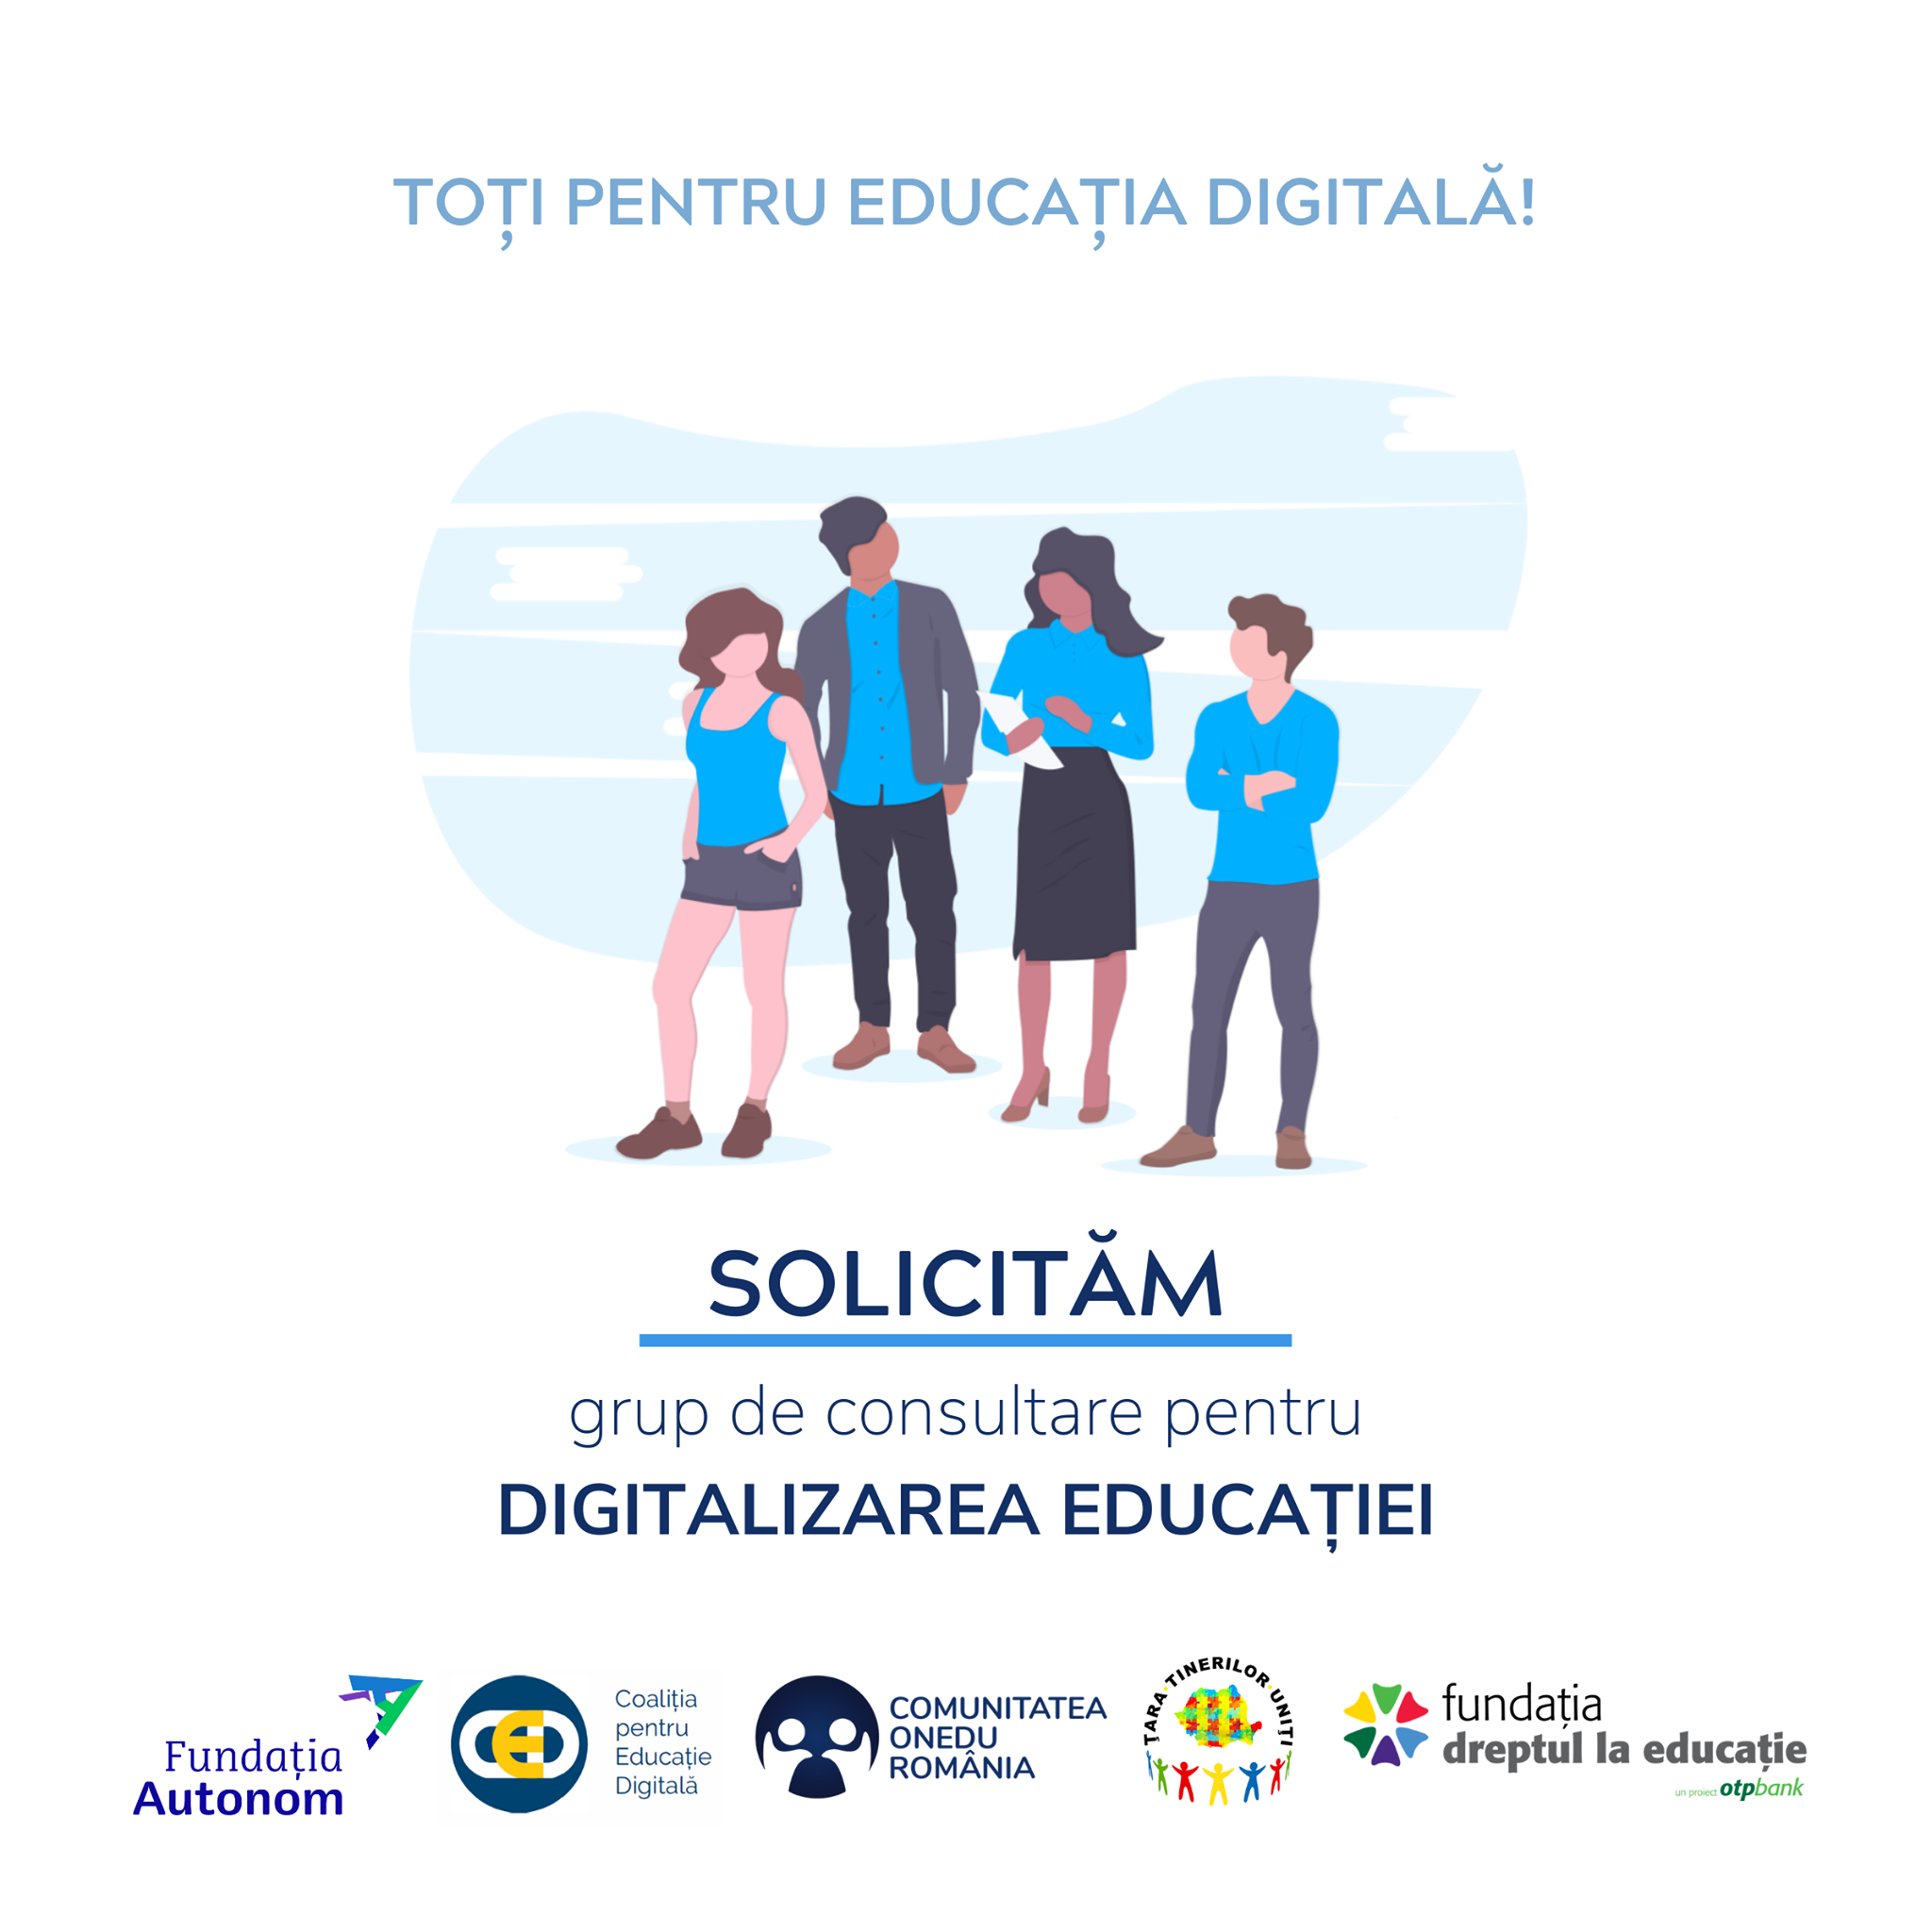 TOȚI PENTRU EDUCAȚIA DIGITALĂ!
SOLICITĂM
grup de consultare pentru
DIGITALIZAREA EDUCAȚIEI
Fundația
Autonom
CED
Coaliția
pentru
Educație
Digitală
COMUNITATEA
ONEDU
ROMÂNIA
ȚARA·TINERILOR·UNIȚI
fundația
dreptul la educație
un proiect otpbank